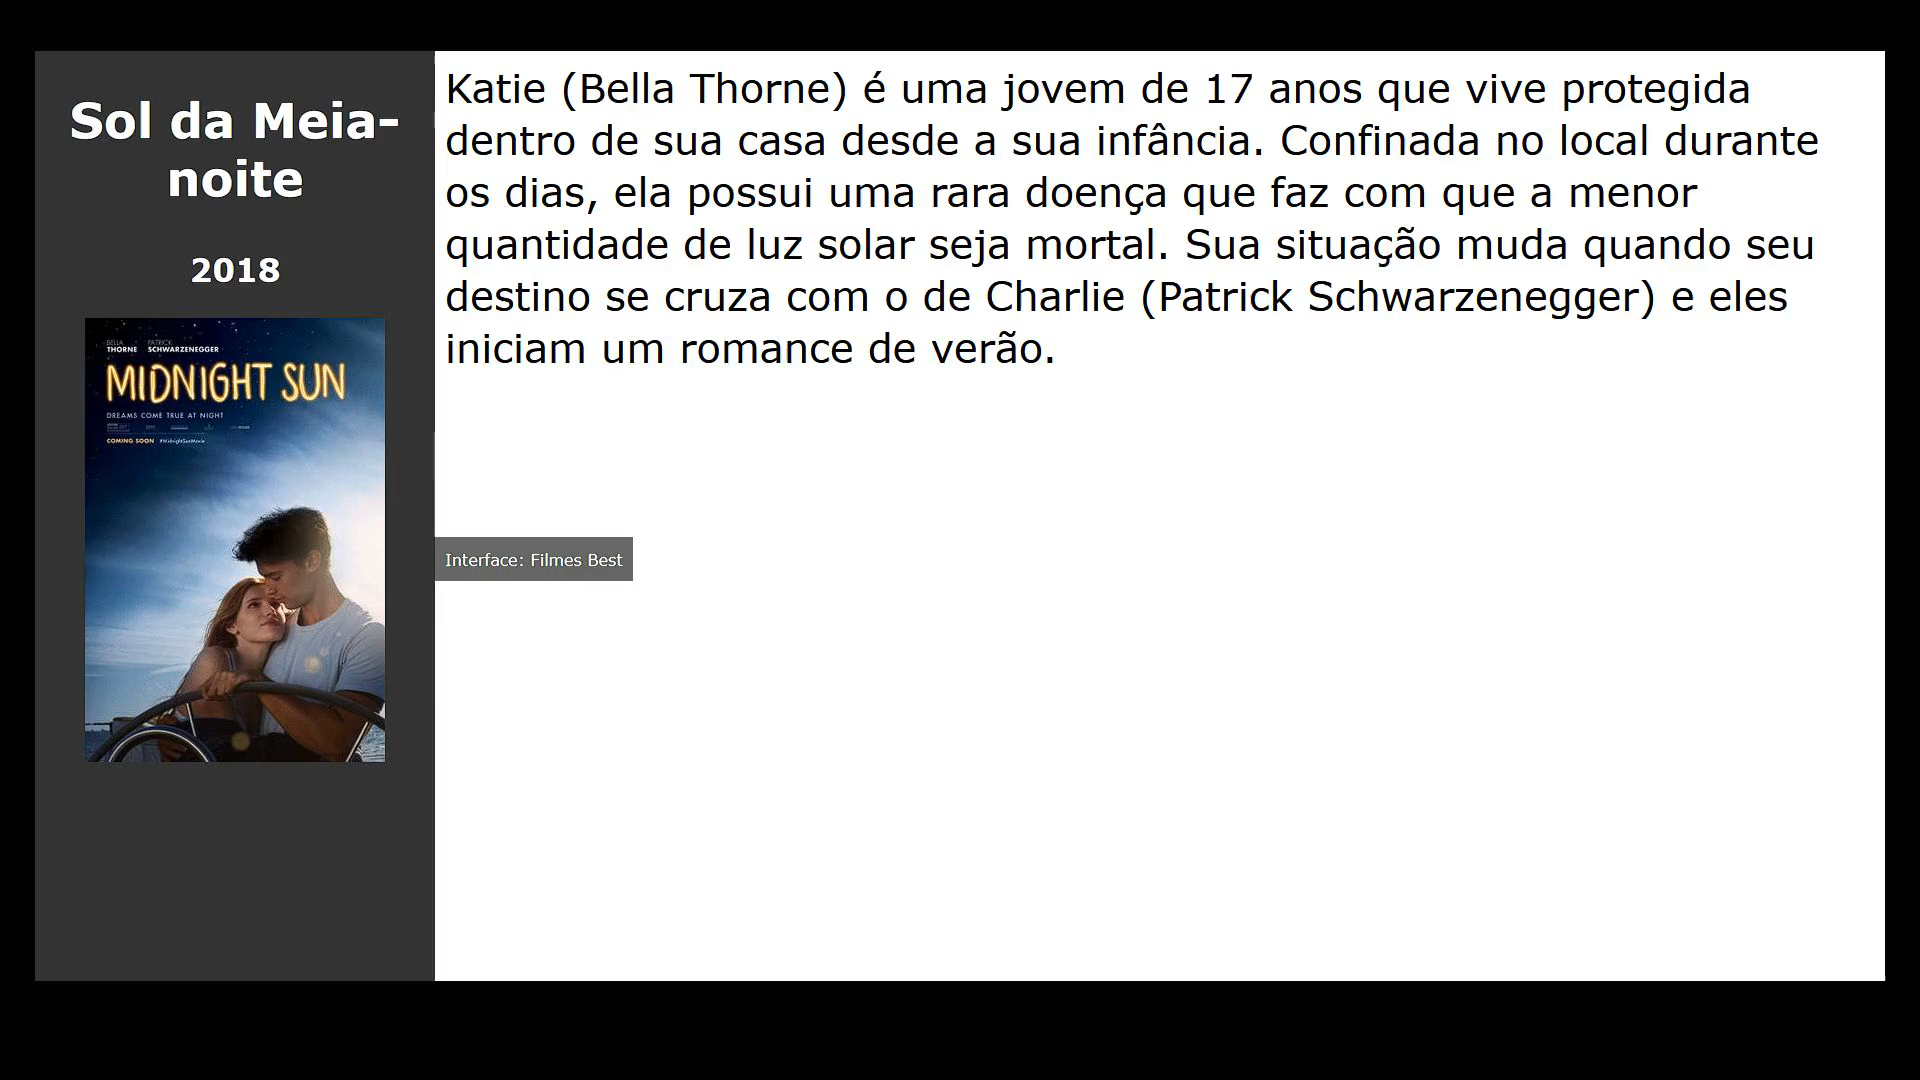 Sol da Meia-
noite
2018
BELLA PATRICK
THORNE SCHWARZENEGGER
MIDNIGHT SUN
DREAMS COME TRUE AT NIGHT
COMING SOON #MidnightSunMovie
Katie (Bella Thorne) é uma jovem de 17 anos que vive protegida
dentro de sua casa desde a sua infância. Confinada no local durante
os dias, ela possui uma rara doença que faz com que a menor
quantidade de luz solar seja mortal. Sua situação muda quando seu
destino se cruza com o de Charlie (Patrick Schwarzenegger) e eles
iniciam um romance de verão.
Interface: Filmes Best